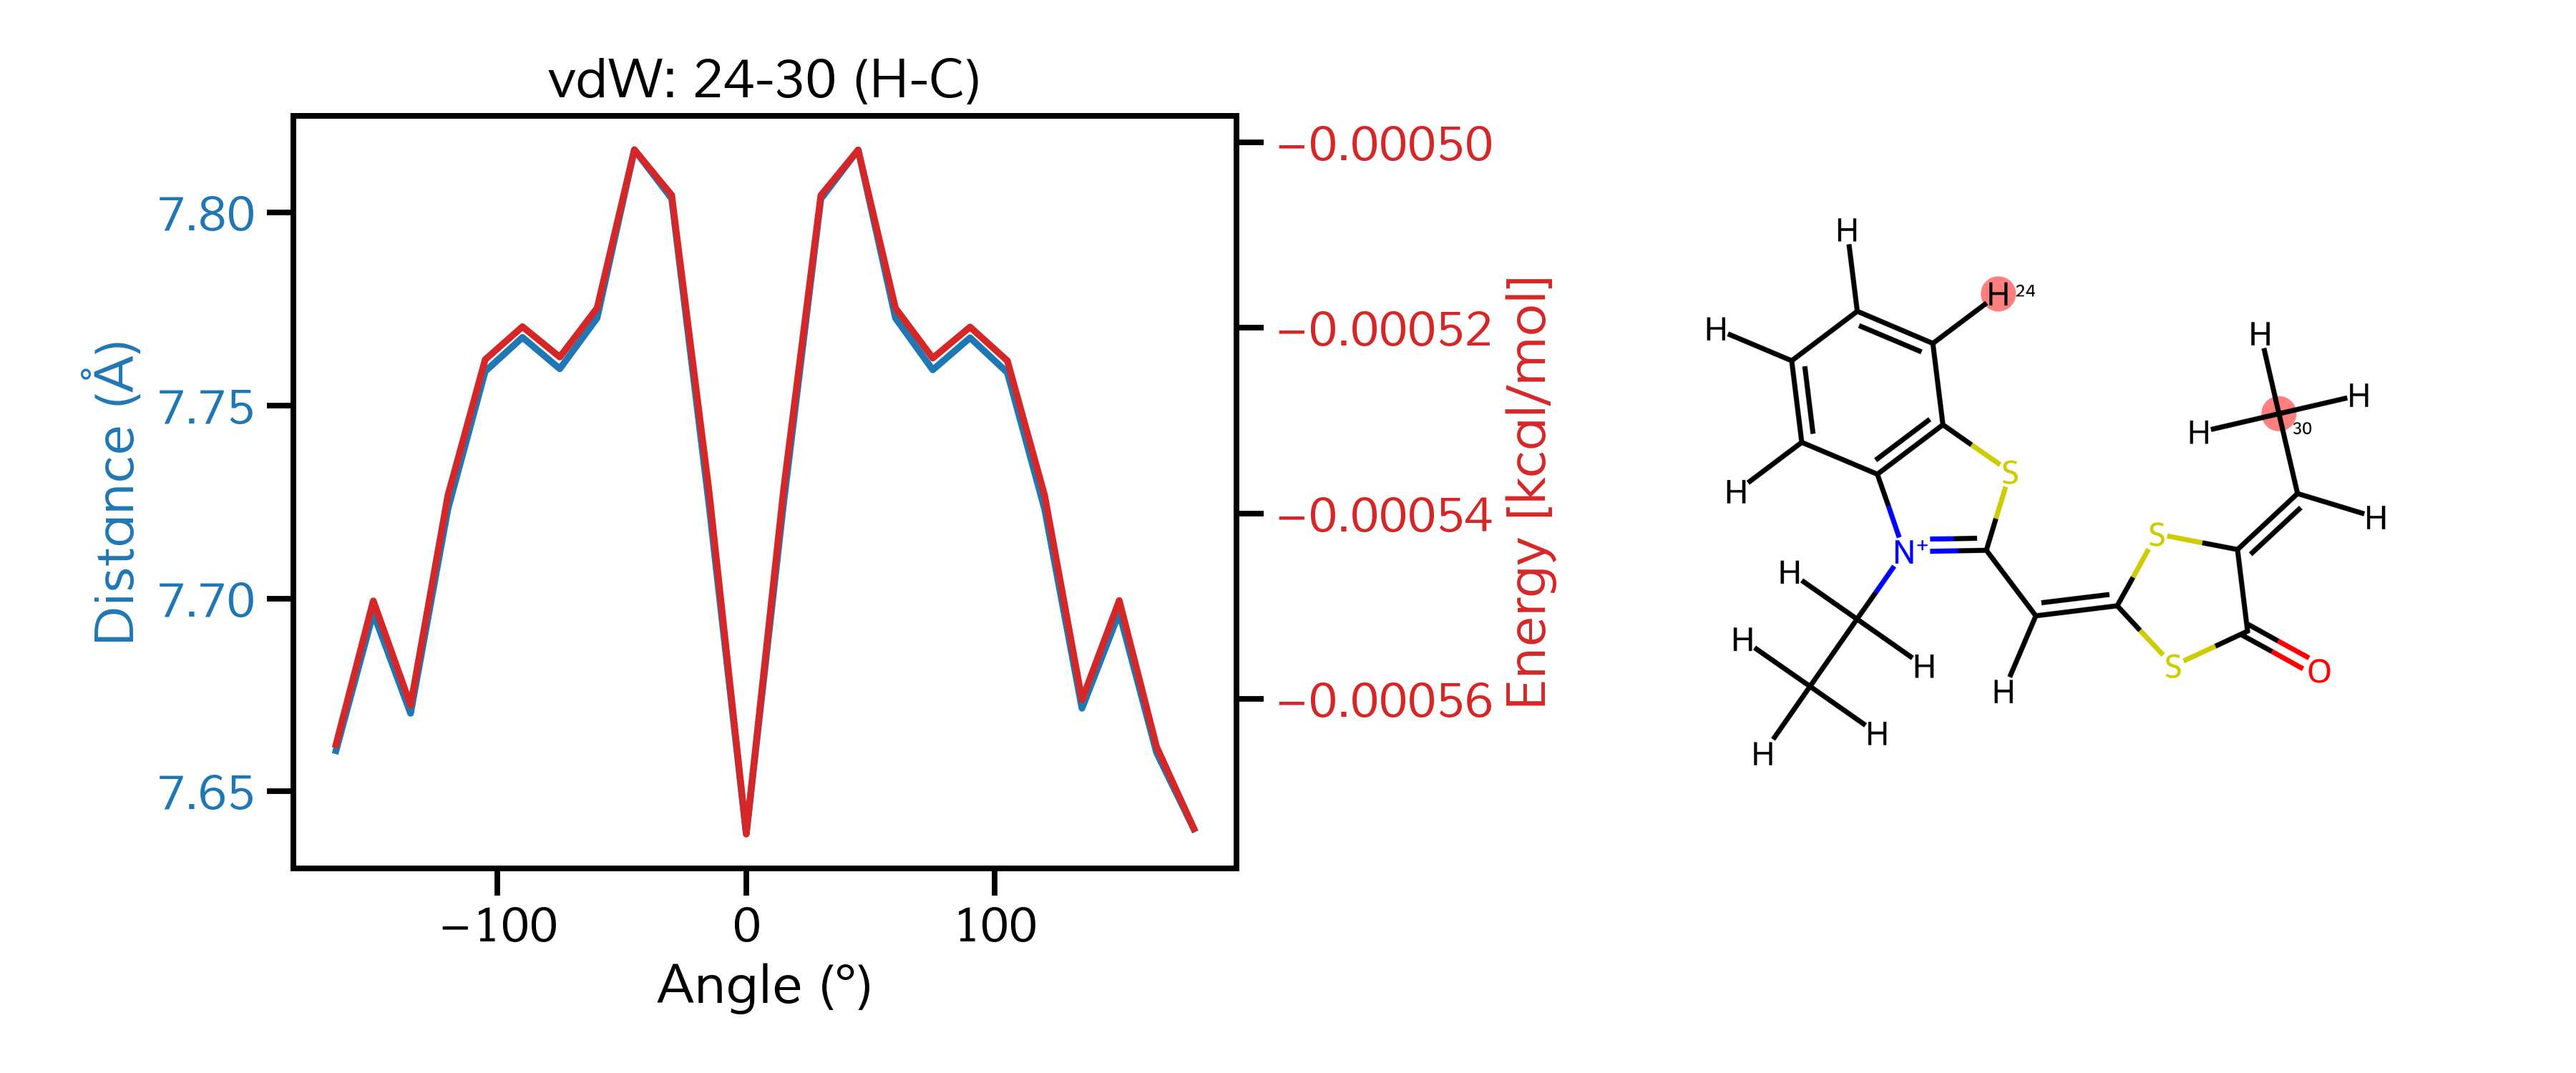 vdW: 24-30 (H-C)
Distance (Å)
7.80
7.75
7.70
7.65
−100
0
100
Angle (°)
−0.00050
−0.00052
−0.00054
−0.00056
Energy [kcal/mol]
H
H 24
H
H
H
H
30
H
S
H
S
N+
H
H
H
S
O
H
H
H